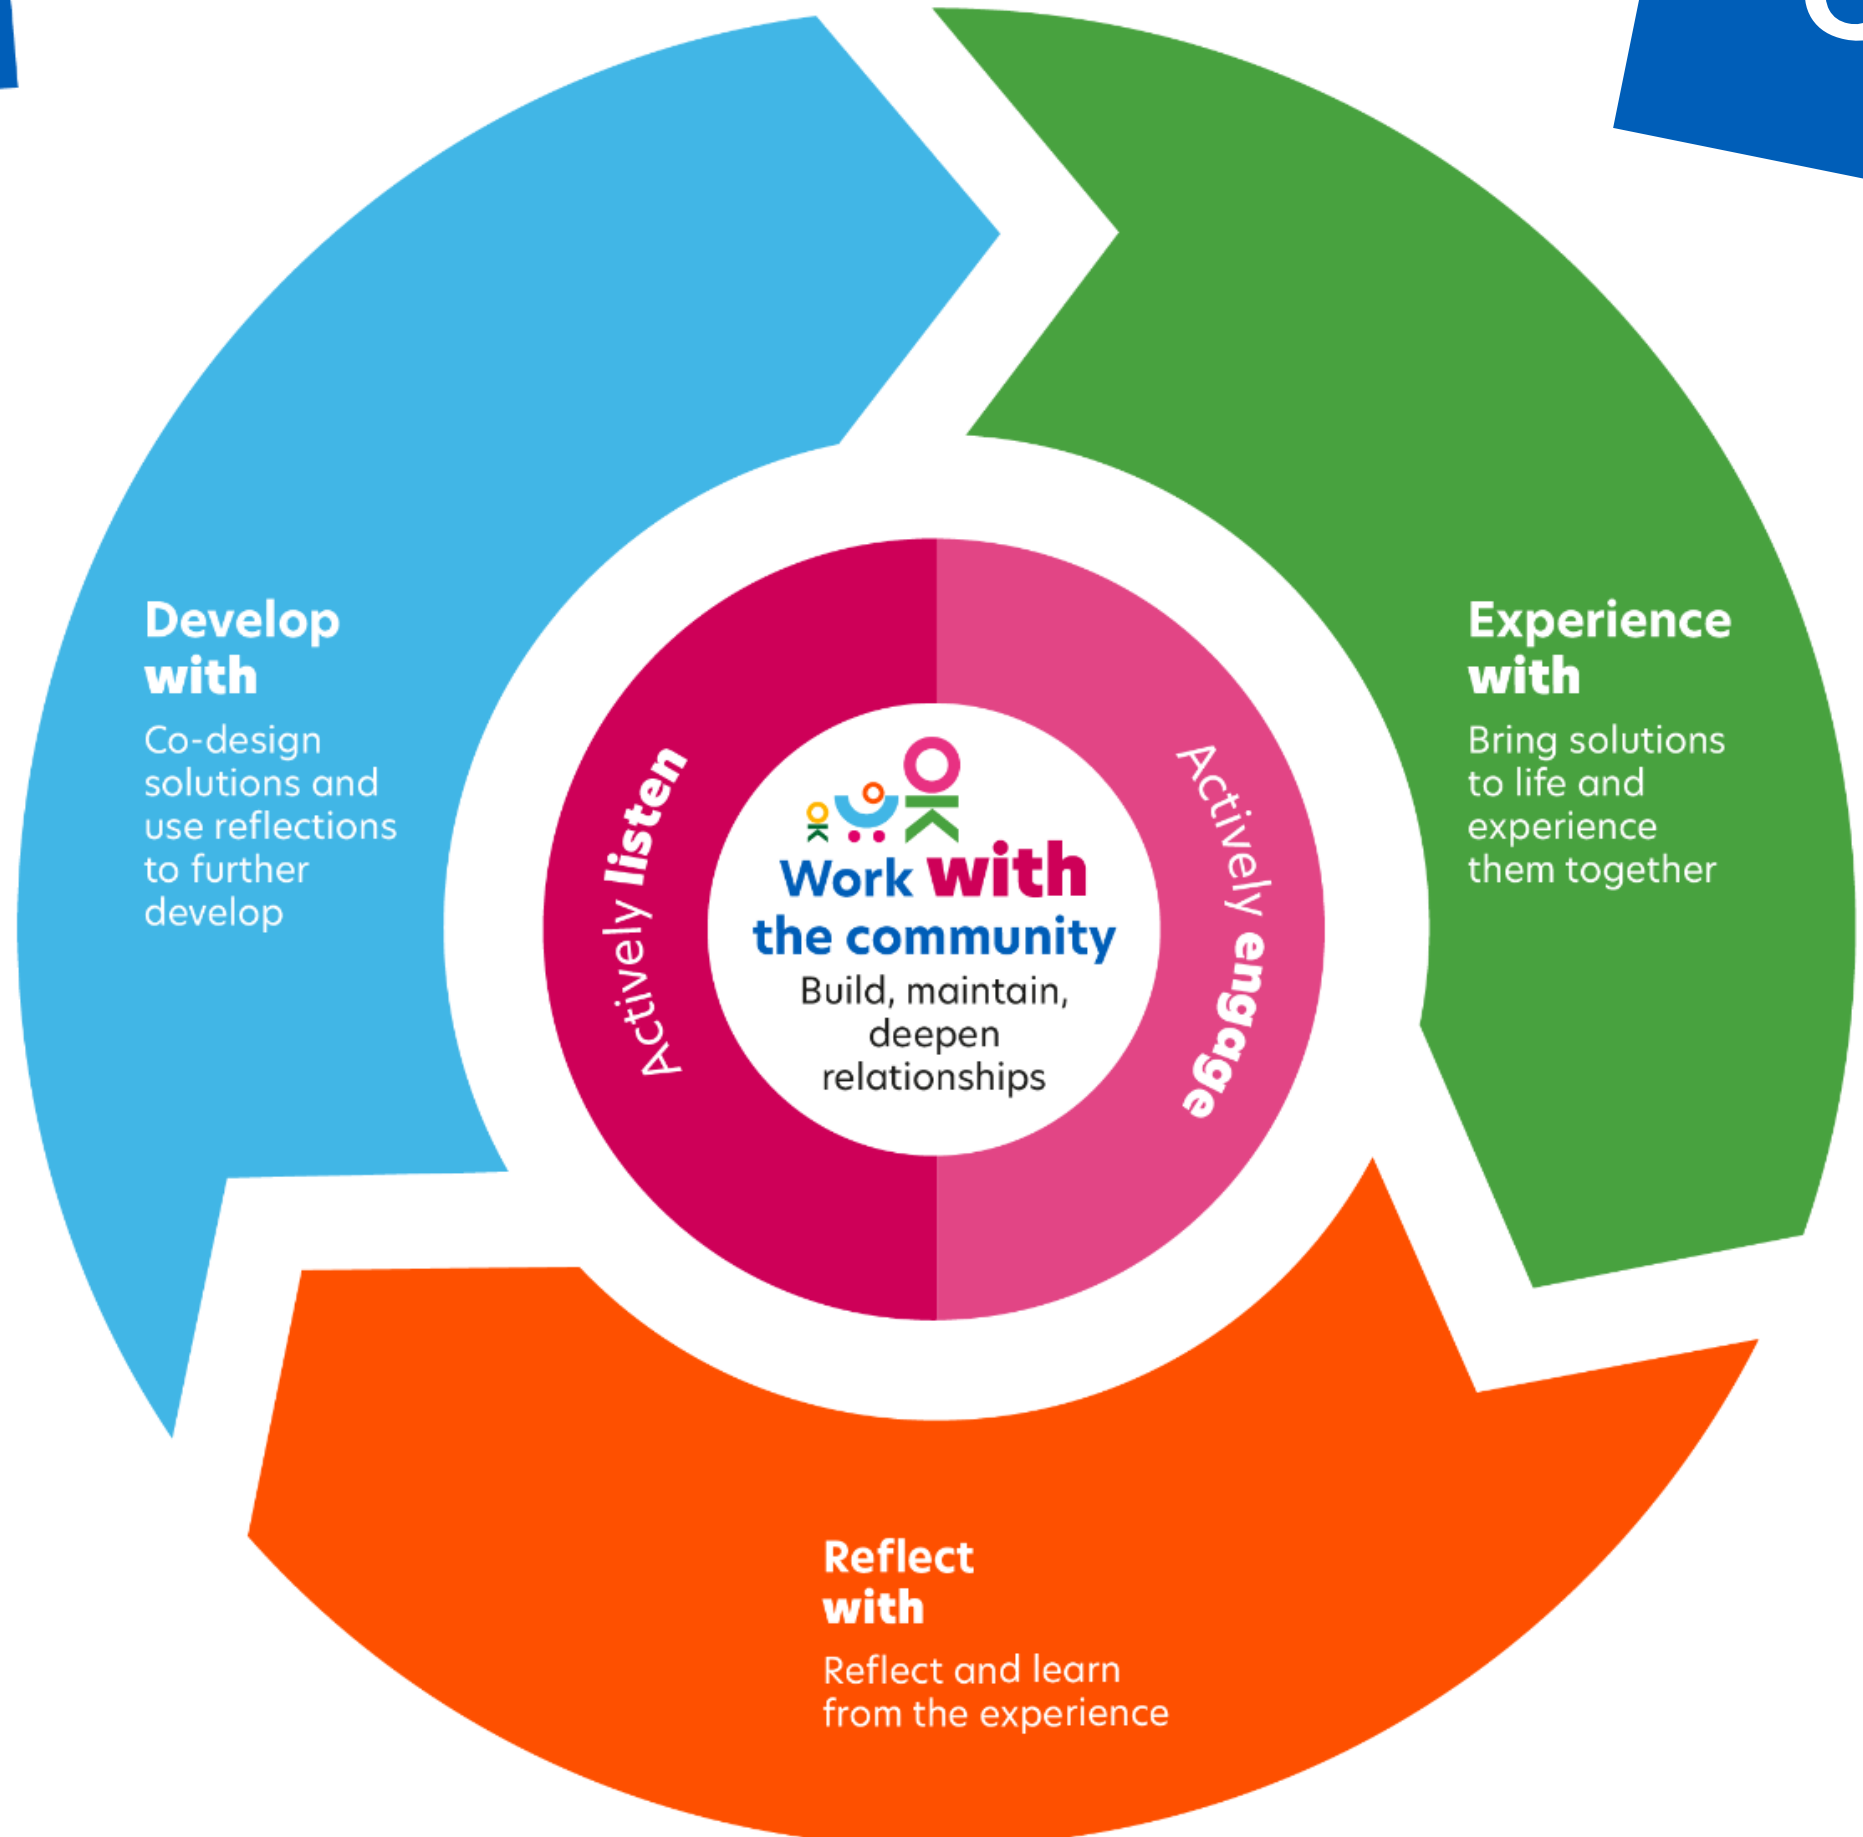 Develop
with
Co-design
solutions and
use reflections
to further
develop
Experience
with
Bring solutions
to life and
experience
them together
Actively listen
Actively engage
Work with
the community
Build, maintain,
deepen
relationships
Reflect
with
Reflect and learn
from the experience